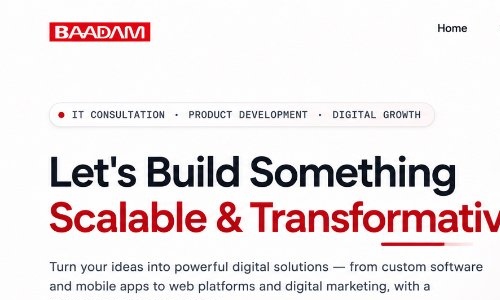 BAADAM
Home
IT CONSULTATION · PRODUCT DEVELOPMENT · DIGITAL GROWTH
Let's Build Something
Scalable & Transformativ
Turn your ideas into powerful digital solutions — from custom software
and mobile apps to web platforms and digital marketing, with a